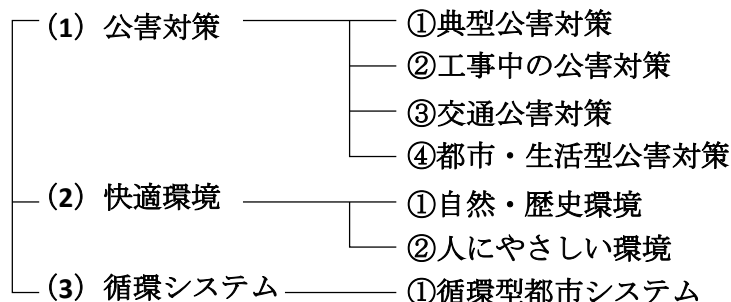 (1) 公害対策 ①典型公害対策
②工事中の公害対策
③交通公害対策
④都市・生活型公害対策
(2) 快適環境 ①自然・歴史環境
②人にやさしい環境
(3) 循環システム ①循環型都市システム